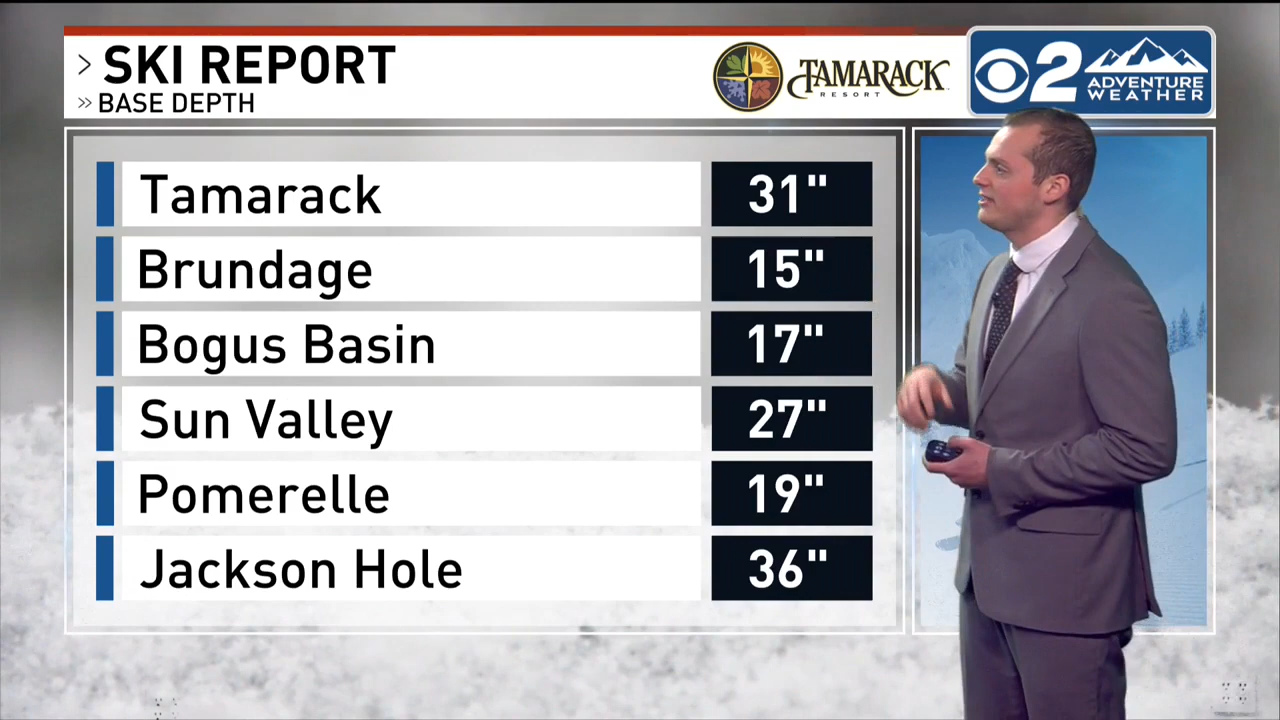 > SKI REPORT
» BASE DEPTH
TAMARACK
RESORT
2 ADVENTURE
WEATHER
Tamarack 31"
Brundage 15"
Bogus Basin 17"
Sun Valley 27"
Pomerelle 19"
Jackson Hole 36"